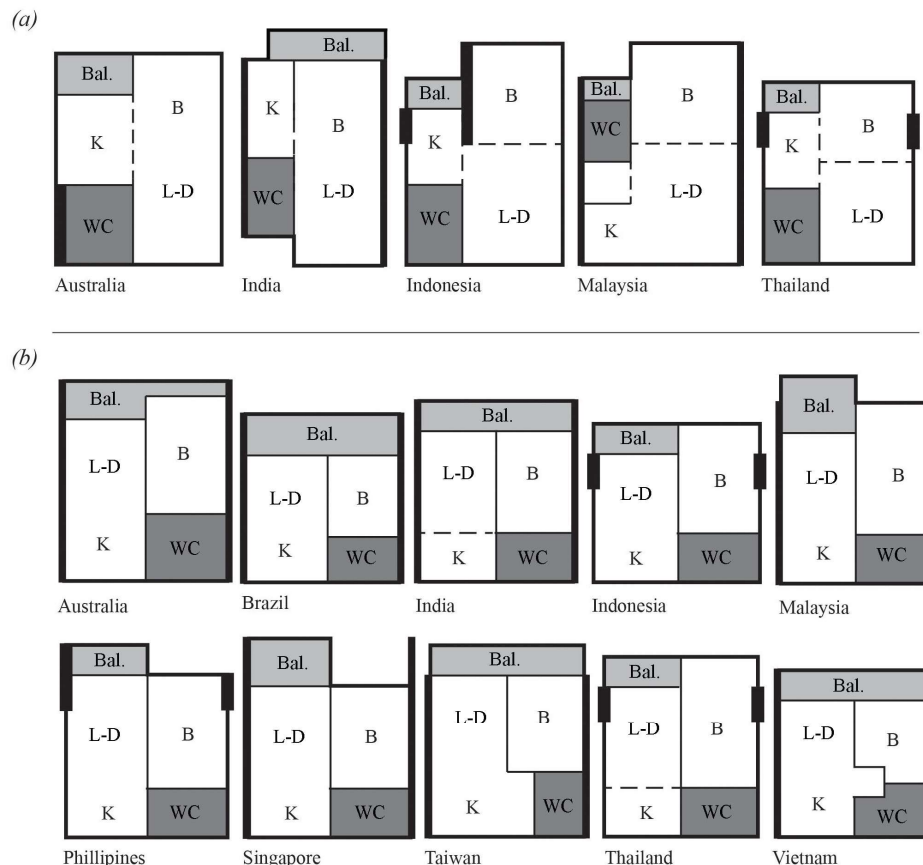 (a)
Bal. B K L-D WC
Bal. K B WC L-D
Bal. B K L-D WC
Bal. B WC L-D K
Bal. B K L-D WC
Australia India Indonesia Malaysia Thailand
(b)
Bal. B L-D K WC
Bal. L-D B K WC
Bal. L-D B K WC
Bal. L-D B K WC
Bal. L-D B K WC
Australia Brazil India Indonesia Malaysia
Bal. L-D B K WC
Bal. L-D B K WC
Bal. L-D B K WC
Bal. L-D B K WC
Bal. L-D B K WC
Phillipines Singapore Taiwan Thailand Vietnam